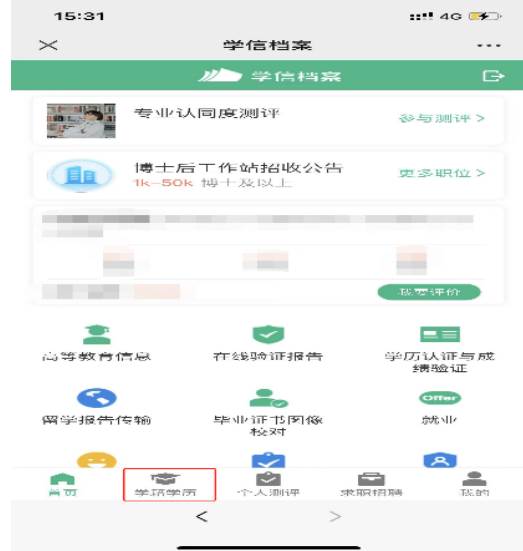 15:31
4G
学信档案
学信档案
专业认同度测评
参与测评 >
博士后工作站招收公告
1k-50k 博士及以上
更多职位 >
我要评价
高等教育信息
在线验证报告
学历认证与成
绩验证
Offer
留学报告传输
毕业证书图像
校对
就业
首页
学籍学历
个人测评
求职招聘
我的